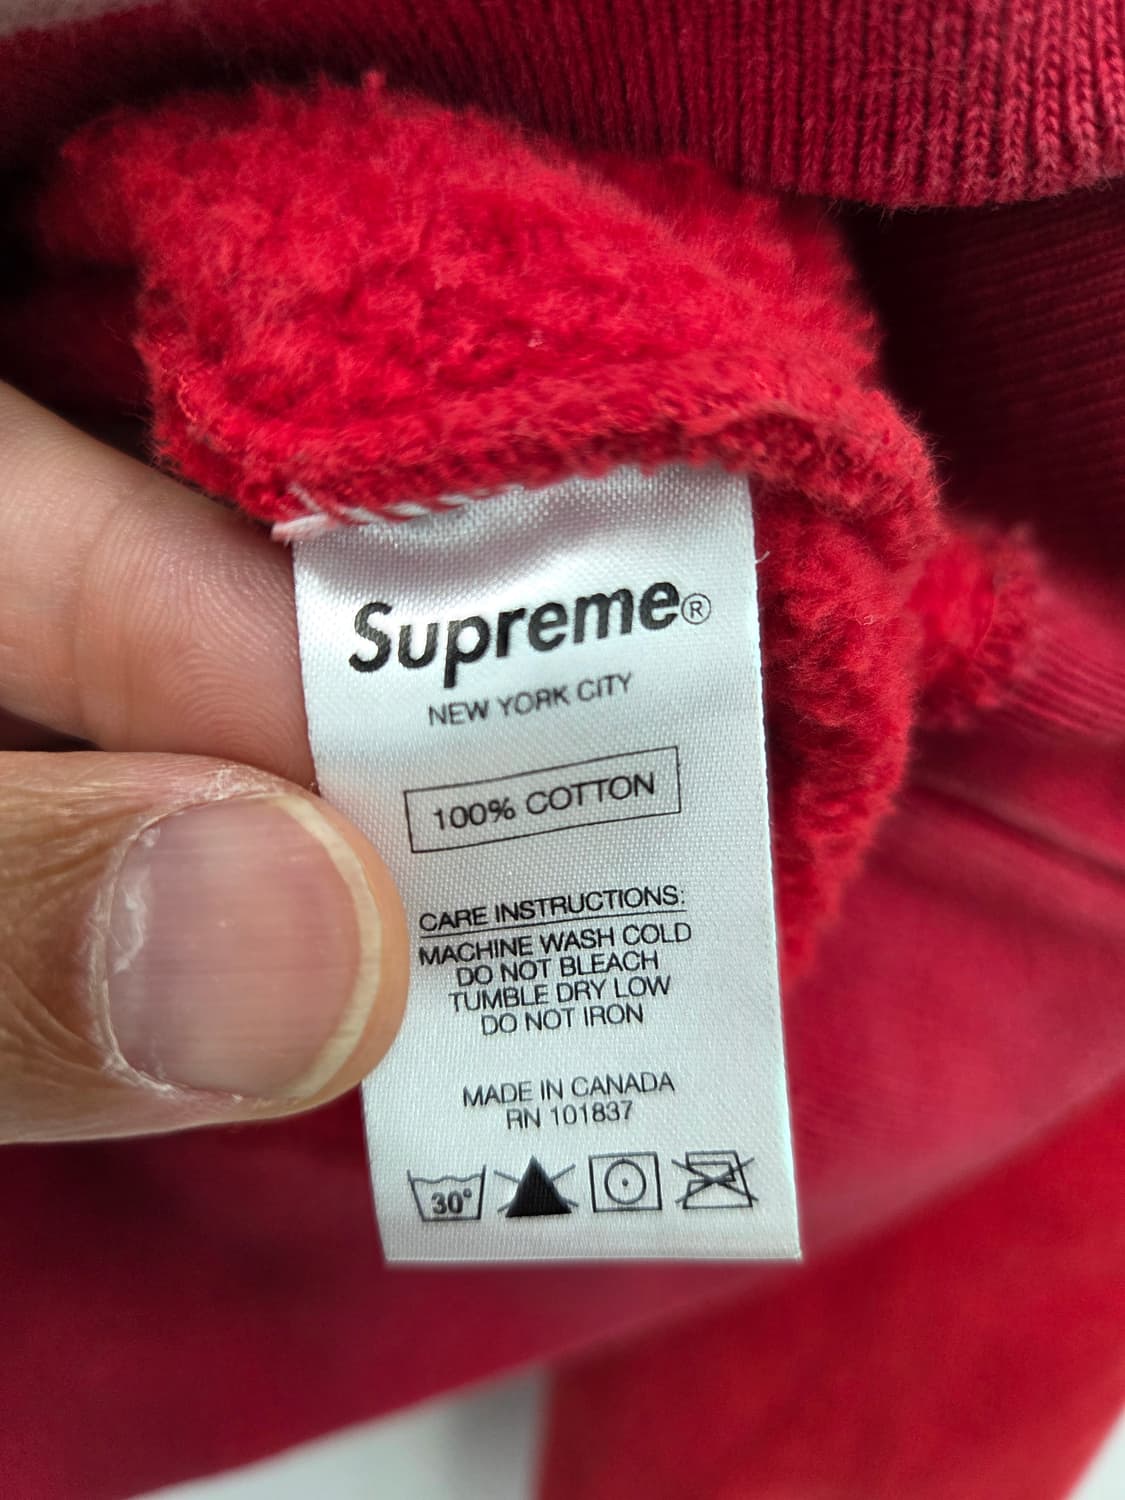 Supreme®
NEW YORK CITY
100% COTTON
CARE INSTRUCTIONS:
MACHINE WASH COLD
DO NOT BLEACH
TUMBLE DRY LOW
DO NOT IRON
MADE IN CANADA
RN 101837
30°